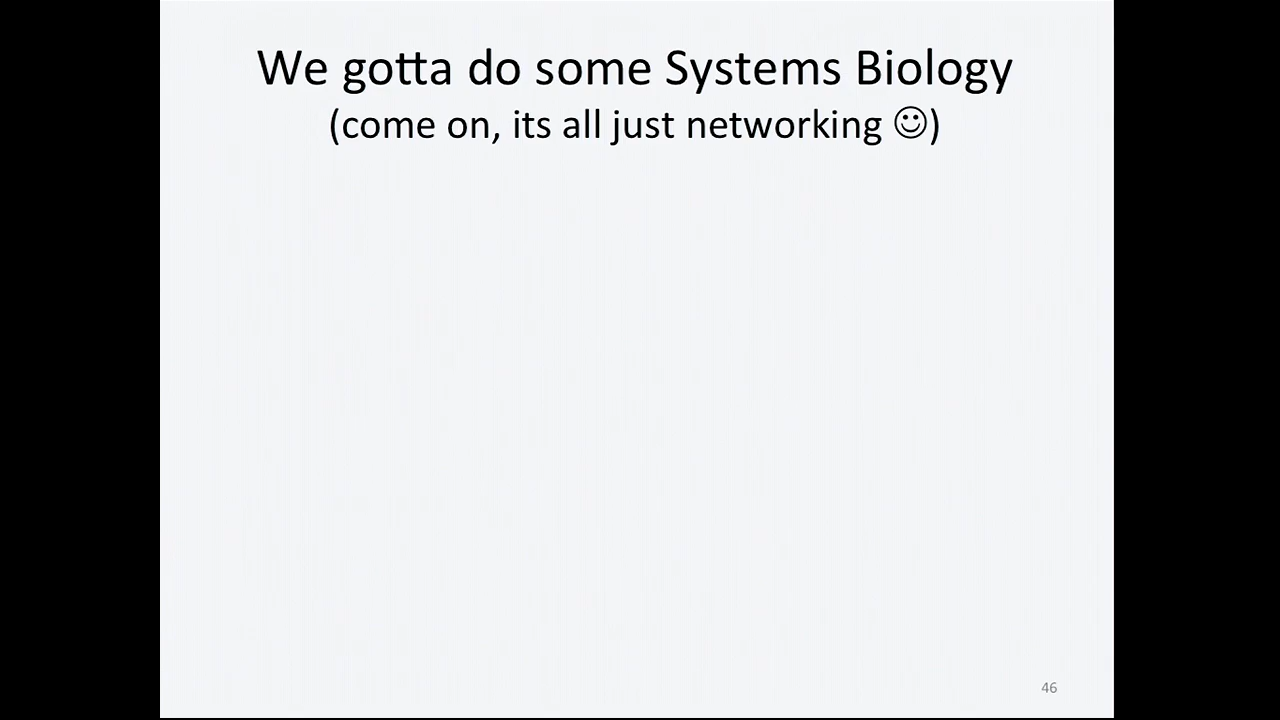 We gotta do some Systems Biology
(come on, its all just networking ☺)
46